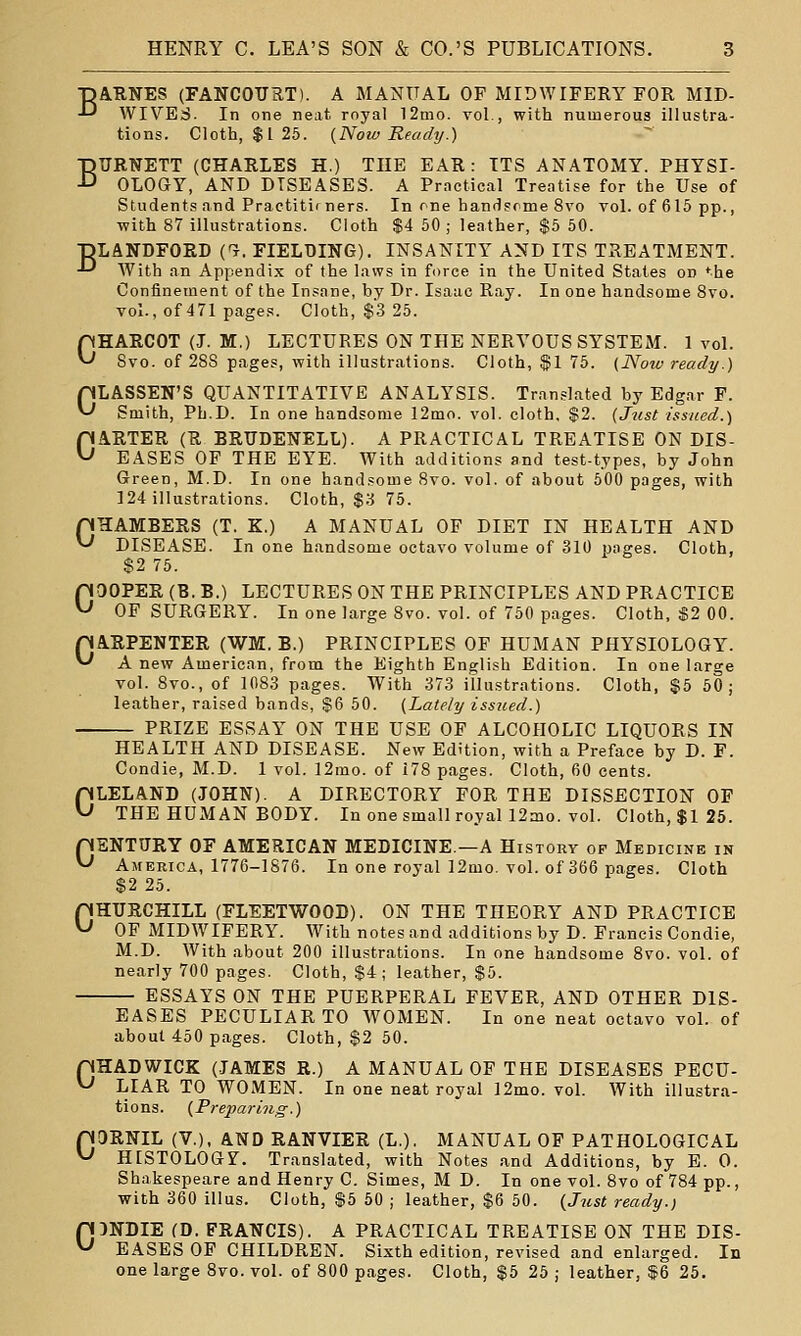 HENRY C. LEA'S SON & CO.'S PUBLICATIONS. 3
BARNES (FANCOURT). A MANUAL OF MIDWIFERY FOR MID-
WIVES. In one neat royal 12mo. vol., with numerous illustra-
tions. Cloth, $1 25. (Now Ready.)
BURNETT (CHARLES H.) THE EAR: ITS ANATOMY. PHYSI-
OLOGY, AND DISEASES. A Practical Treatise for the Use of
Students and Practitioners. In one handsome 8vo vol. of 615 pp.,
with 87 illustrations. Cloth $4 50; leather, $5 50.
BLANDFORD (G. FIELDING). INSANITY AND ITS TREATMENT.
With an Appendix of the laws in force in the United States on the
Confinement of the Insane, by Dr. Isaac Ray. In one handsome 8vo.
vol., of 471 pages. Cloth, $3 25.
CHARCOT (J. M.) LECTURES ON THE NERVOUS SYSTEM. 1 vol.
8vo. of 288 pages, with illustrations. Cloth, $1 75. (Now ready.)
CLASSEN'S QUANTITATIVE ANALYSIS. Translated by Edgar F.
Smith, Ph.D. In one handsome 12mo. vol. cloth, $2. (Just issued.)
CARTER (R. BRUDENELL). A PRACTICAL TREATISE ON DIS-
EASES OF THE EYE. With additions and test-types, by John
Green, M.D. In one handsome 8vo. vol. of about 500 pages, with
124 illustrations. Cloth, $3 75.
CHAMBERS (T. K.) A MANUAL OF DIET IN HEALTH AND
DISEASE. In one handsome octavo volume of 310 pages. Cloth,
$2 75.
COOPER (B. B.) LECTURES ON THE PRINCIPLES AND PRACTICE
OF SURGERY. In one large 8vo. vol. of 750 pages. Cloth, $2 00.
CARPENTER (WM. B.) PRINCIPLES OF HUMAN PHYSIOLOGY.
A new American, from the Eighth English Edition. In one large
vol. 8vo., of 1083 pages. With 373 illustrations. Cloth, $5 50;
leather, raised bands, $6 50. (Lately issued.)
—— PRIZE ESSAY ON THE USE OF ALCOHOLIC LIQUORS IN
HEALTH AND DISEASE. New Edition, with a Preface by D. F.
Condie, M.D. 1 vol. 12mo. of 178 pages. Cloth, 60 cents.
CLELAND (JOHN). A DIRECTORY FOR THE DISSECTION OF
THE HUMAN BODY. In one small royal 12mo. vol. Cloth, $1 25.
CENTURY OF AMERICAN MEDICINE.—A HISTORY OF MEDICINE IN
AMERICA, 1776-1876. In one royal 12mo. vol. of 366 pages. Cloth
$2 25.
CHURCHILL (FLEETWOOD). ON THE THEORY AND PRACTICE
OF MIDWIFERY. With notes and additions by D. Francis Condie,
M.D. With about 200 illustrations. In one handsome 8vo. vol. of
nearly 700 pages. Cloth, $4; leather, $5.
—— ESSAYS ON THE PUERPERAL FEVER, AND OTHER DIS-
EASES PECULIAR TO WOMEN. In one neat octavo vol. of
about 450 pages. Cloth, $2 50.
CHADWICK (JAMES R.) A MANUAL OF THE DISEASES PECU-
LIAR TO WOMEN. In one neat royal 12mo. vol. With illustra-
tions. (Preparing.)
CORNIL (V.), AND RANVIER (L.). MANUAL OF PATHOLOGICAL
HISTOLOGY. Translated, with Notes and Additions, by E. O.
Shakespeare and Henry C. Simes, M D. In one vol. 8vo of 784 pp.,
with 360 illus. Cloth, $5 50; leather, $6 50. (Just ready.)
CONDIE (D. FRANCIS). A PRACTICAL TREATISE ON THE DIS-
EASES OF CHILDREN. Sixth edition, revised and enlarged. In
one large 8vo. vol. of 800 pages. Cloth, $5 25; leather, $6 25.